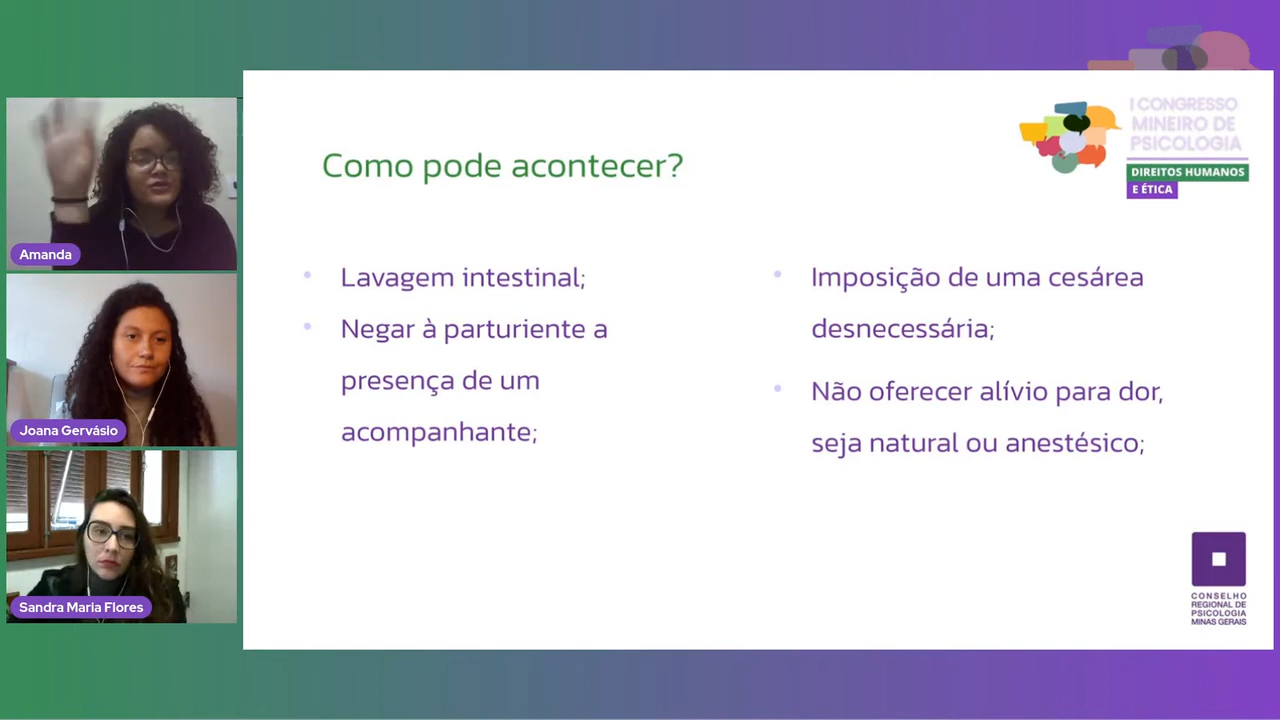 Amanda
Joana Gervásio
Sandra Maria Flores
Como pode acontecer?
Lavagem intestinal;
Negar à parturiente a
presença de um
acompanhante;
Imposição de uma cesárea
desnecessária;
Não oferecer alívio para dor,
seja natural ou anestésico;
I CONGRESSO
MINEIRO DE
PSICOLOGIA
DIREITOS HUMANOS
E ÉTICA
CONSELHO
REGIONAL DE
PSICOLOGIA
MINAS GERAIS